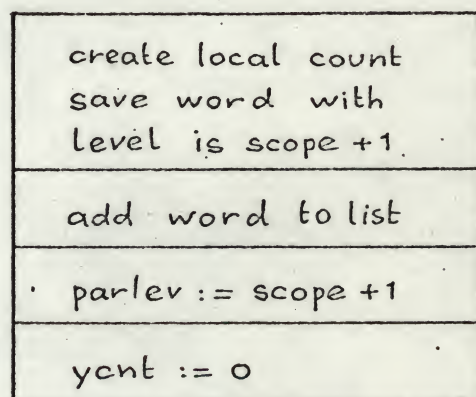 create local count
save word with
level is scope +1
add word to list
parlev := scope +1
ycnt := 0